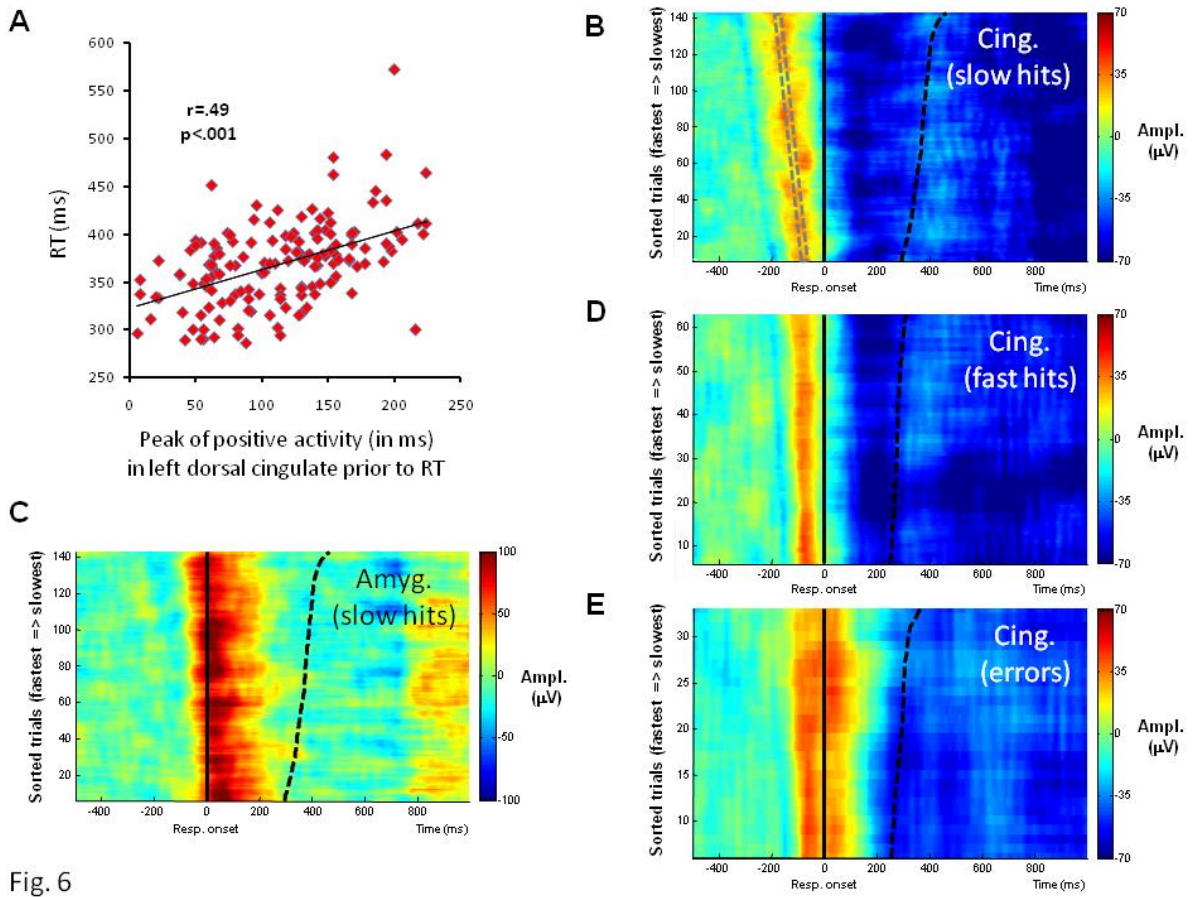 A
600
550
500
450
400
350
300
250
RT (ms)
r=.49
p<.001
0 50 100 150 200 250
Peak of positive activity (in ms)
in left dorsal cingulate prior to RT
B
Sorted trials (fastest => slowest)
140
120
100
80
60
40
20
Cing.
(slow hits)
-400 -200 0 200 400 600 800
Resp. onset
Time (ms)
Ampl.
(µV)
70
35
0
-35
-70
C
Sorted trials (fastest => slowest)
140
120
100
80
60
40
20
Amyg.
(slow hits)
-400 -200 0 200 400 600 800
Resp. onset
Time (ms)
Ampl.
(µV)
100
50
0
-50
-100
D
Sorted trials (fastest => slowest)
60
50
40
30
20
10
Cing.
(fast hits)
-400 -200 0 200 400 600 800
Resp. onset
Time (ms)
Ampl.
(µV)
70
35
0
-35
-70
E
Sorted trials (fastest => slowest)
30
25
20
15
10
Cing.
(errors)
-400 -200 0 200 400 600 800
Resp. onset
Time (ms)
Ampl.
(µV)
70
35
0
-35
-70
Fig. 6